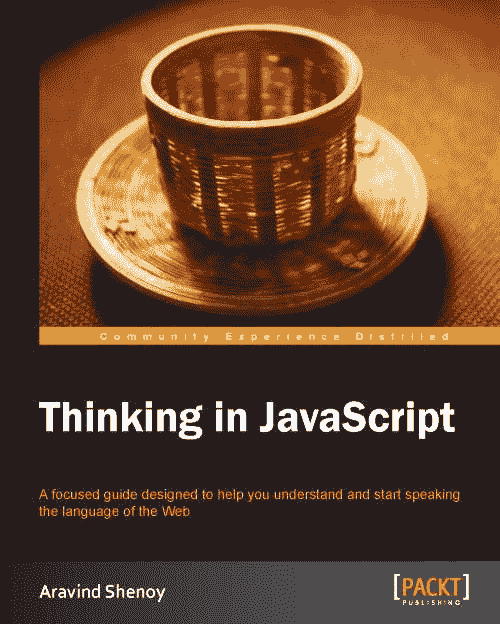 Community Experience Distilled
Thinking in JavaScript
A focused guide designed to help you understand and start speaking
the language of the Web
Aravind Shenoy
[PACKT]
PUBLISHING